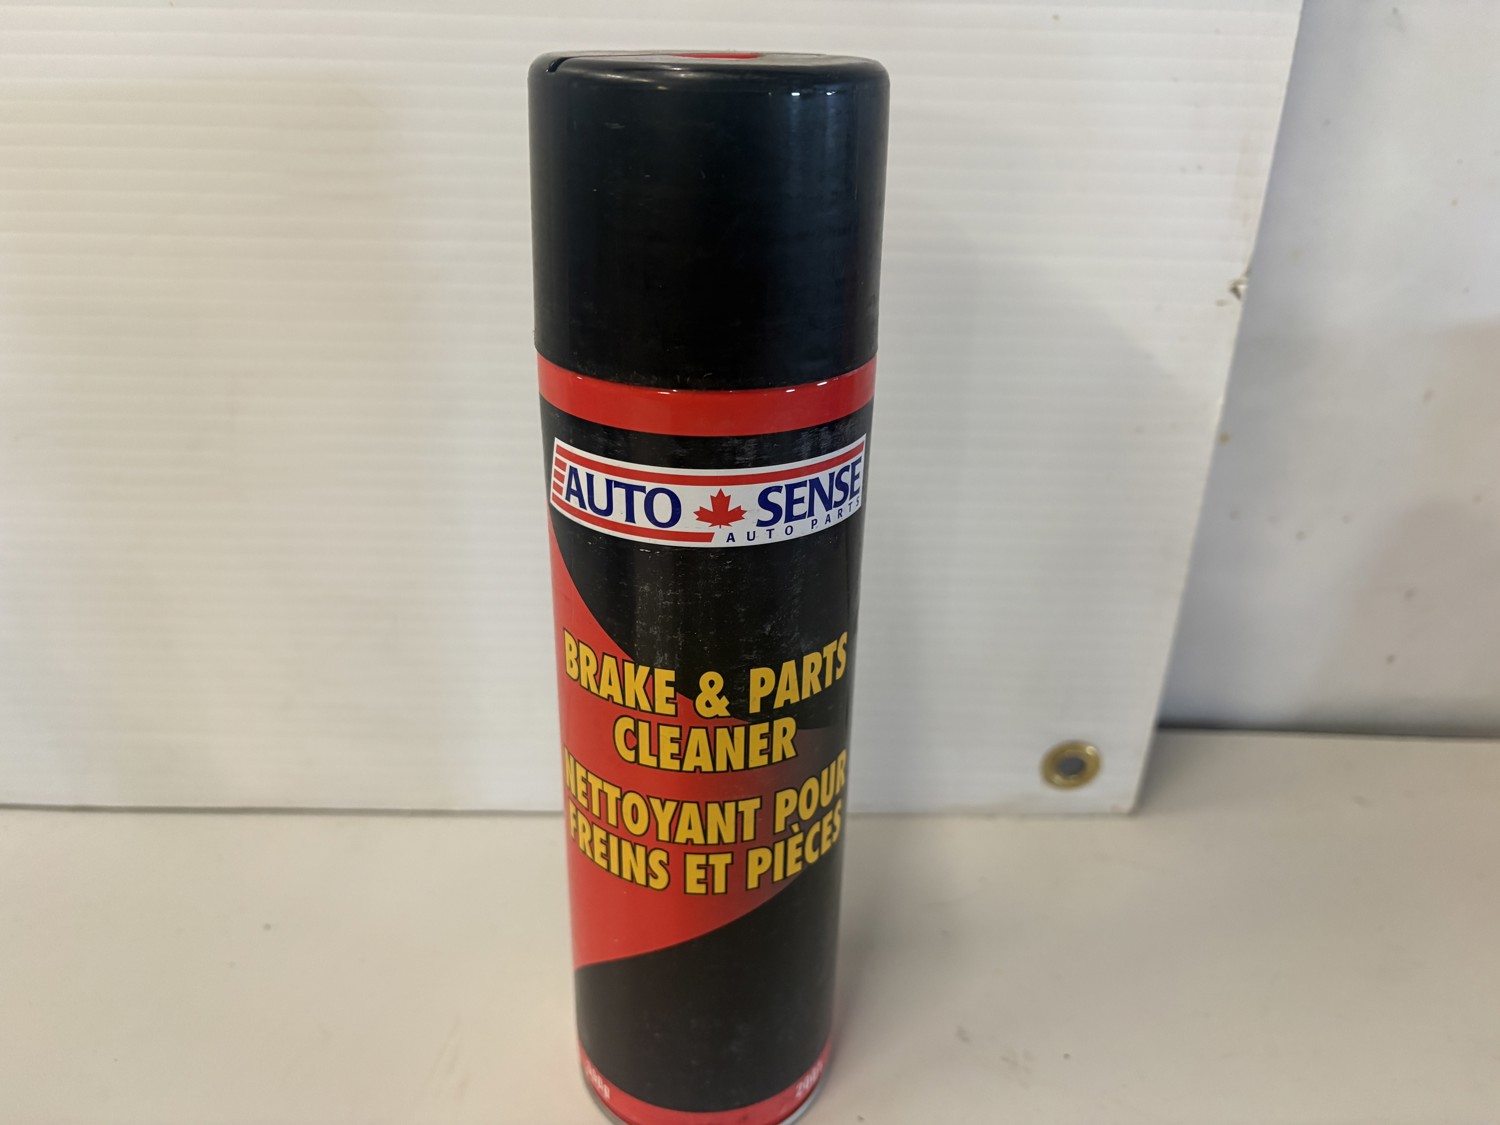 AUTO SENSE
AUTO PARTS
BRAKE & PARTS
CLEANER
NETTOYANT POUR
FREINS ET PIÈCES